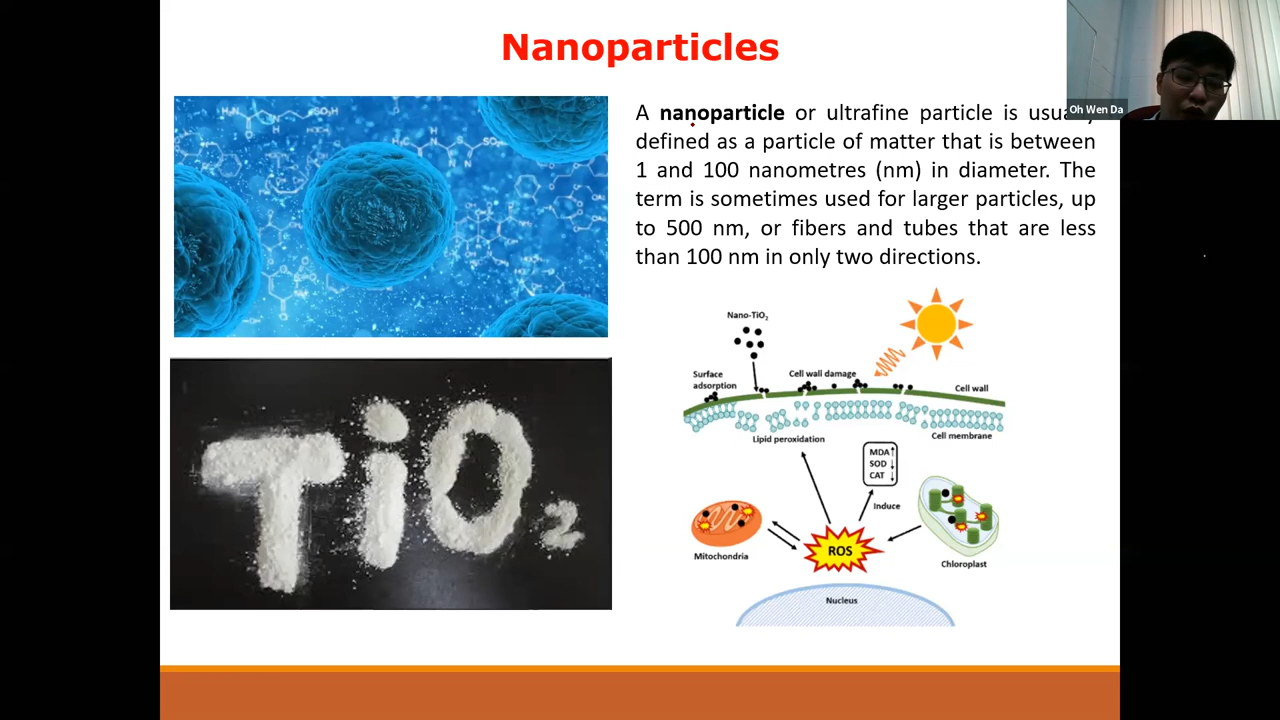 Nanoparticles
Oh Wen Da
A nanoparticle or ultrafine particle is
defined as a particle of matter that is between
1 and 100 nanometres (nm) in diameter. The
term is sometimes used for larger particles, up
to 500 nm, or fibers and tubes that are less
than 100 nm in only two directions.
TiO2
Nano-TiO₂
Surface
adsorption
Cell wall damage
Cell wall
Lipid peroxidation
Cell membrane
MDA↑
SOD↓
CAT↓
Induce
Mitochondria
ROS
Chloroplast
Nucleus